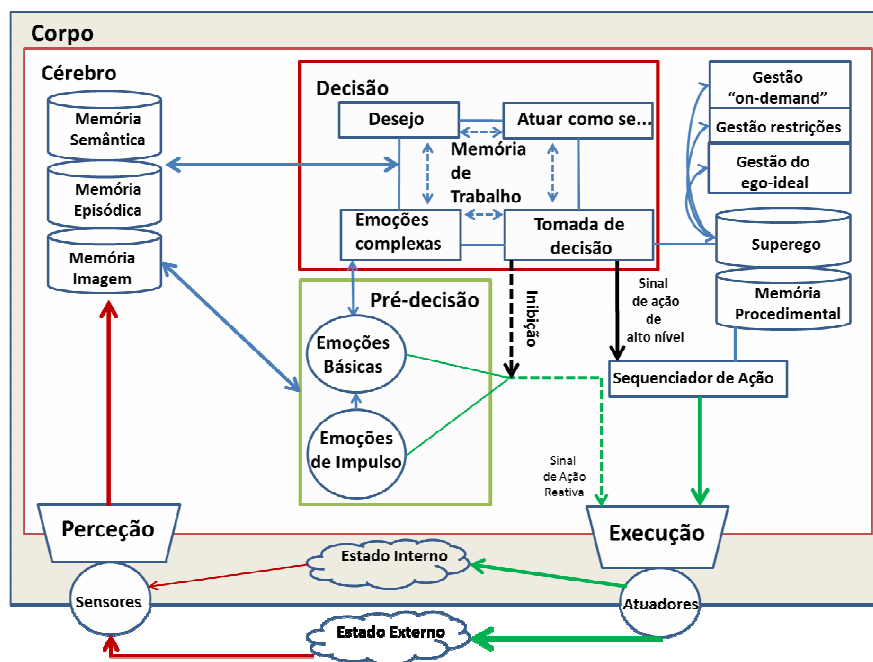 Corpo
Cérebro
Memória
Semântica
Memória
Episódica
Memória
Imagem
Decisão
Desejo
Atuar como se...
Memória
de
Trabalho
Emoções
complexas
Tomada de
decisão
Gestão
“on-demand”
Gestão restrições
Gestão do
ego-ideal
Superego
Memória
Procedimental
Pré-decisão
Emoções
Básicas
Emoções
de Impulso
Inibição
Sinal
de ação
de
alto nível
Sequenciador de Ação
Sinal
de Ação
Reativa
Perceção
Execução
Sensores
Estado Interno
Atuadores
Estado Externo